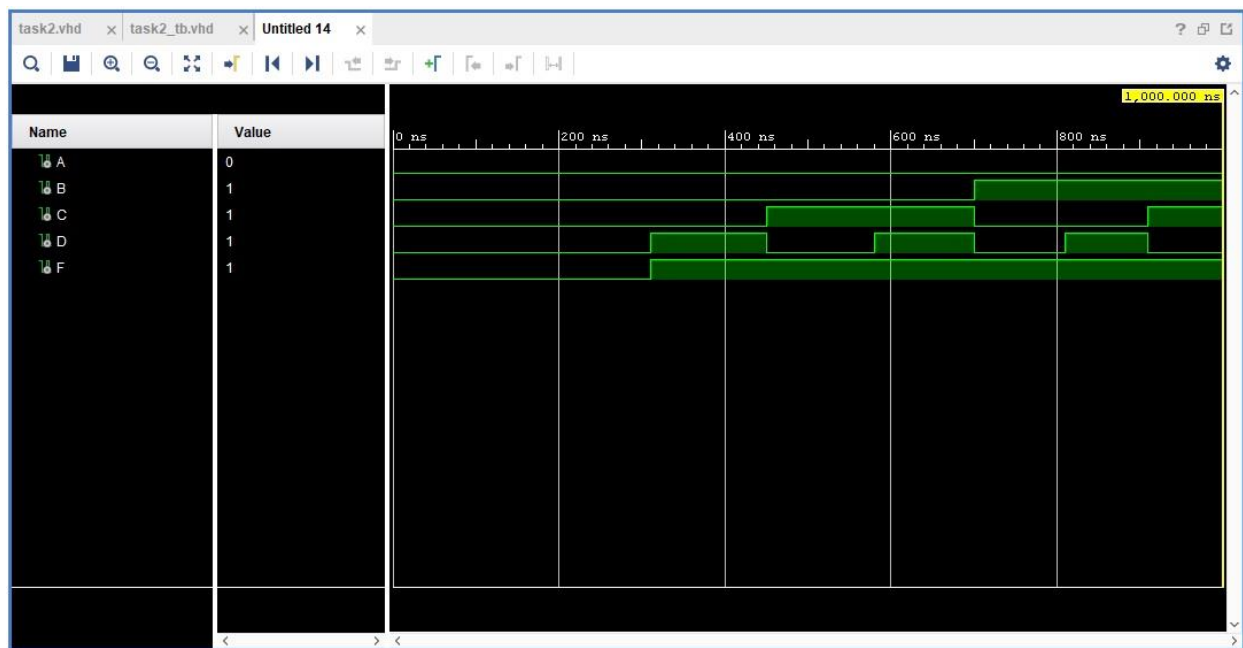 task2.vhd × task2_tb.vhd × Untitled 14 ×
?
1,000.000 ns
Name Value
0 ns 200 ns 400 ns 600 ns 800 ns
A 0
B 1
C 1
D 1
F 1